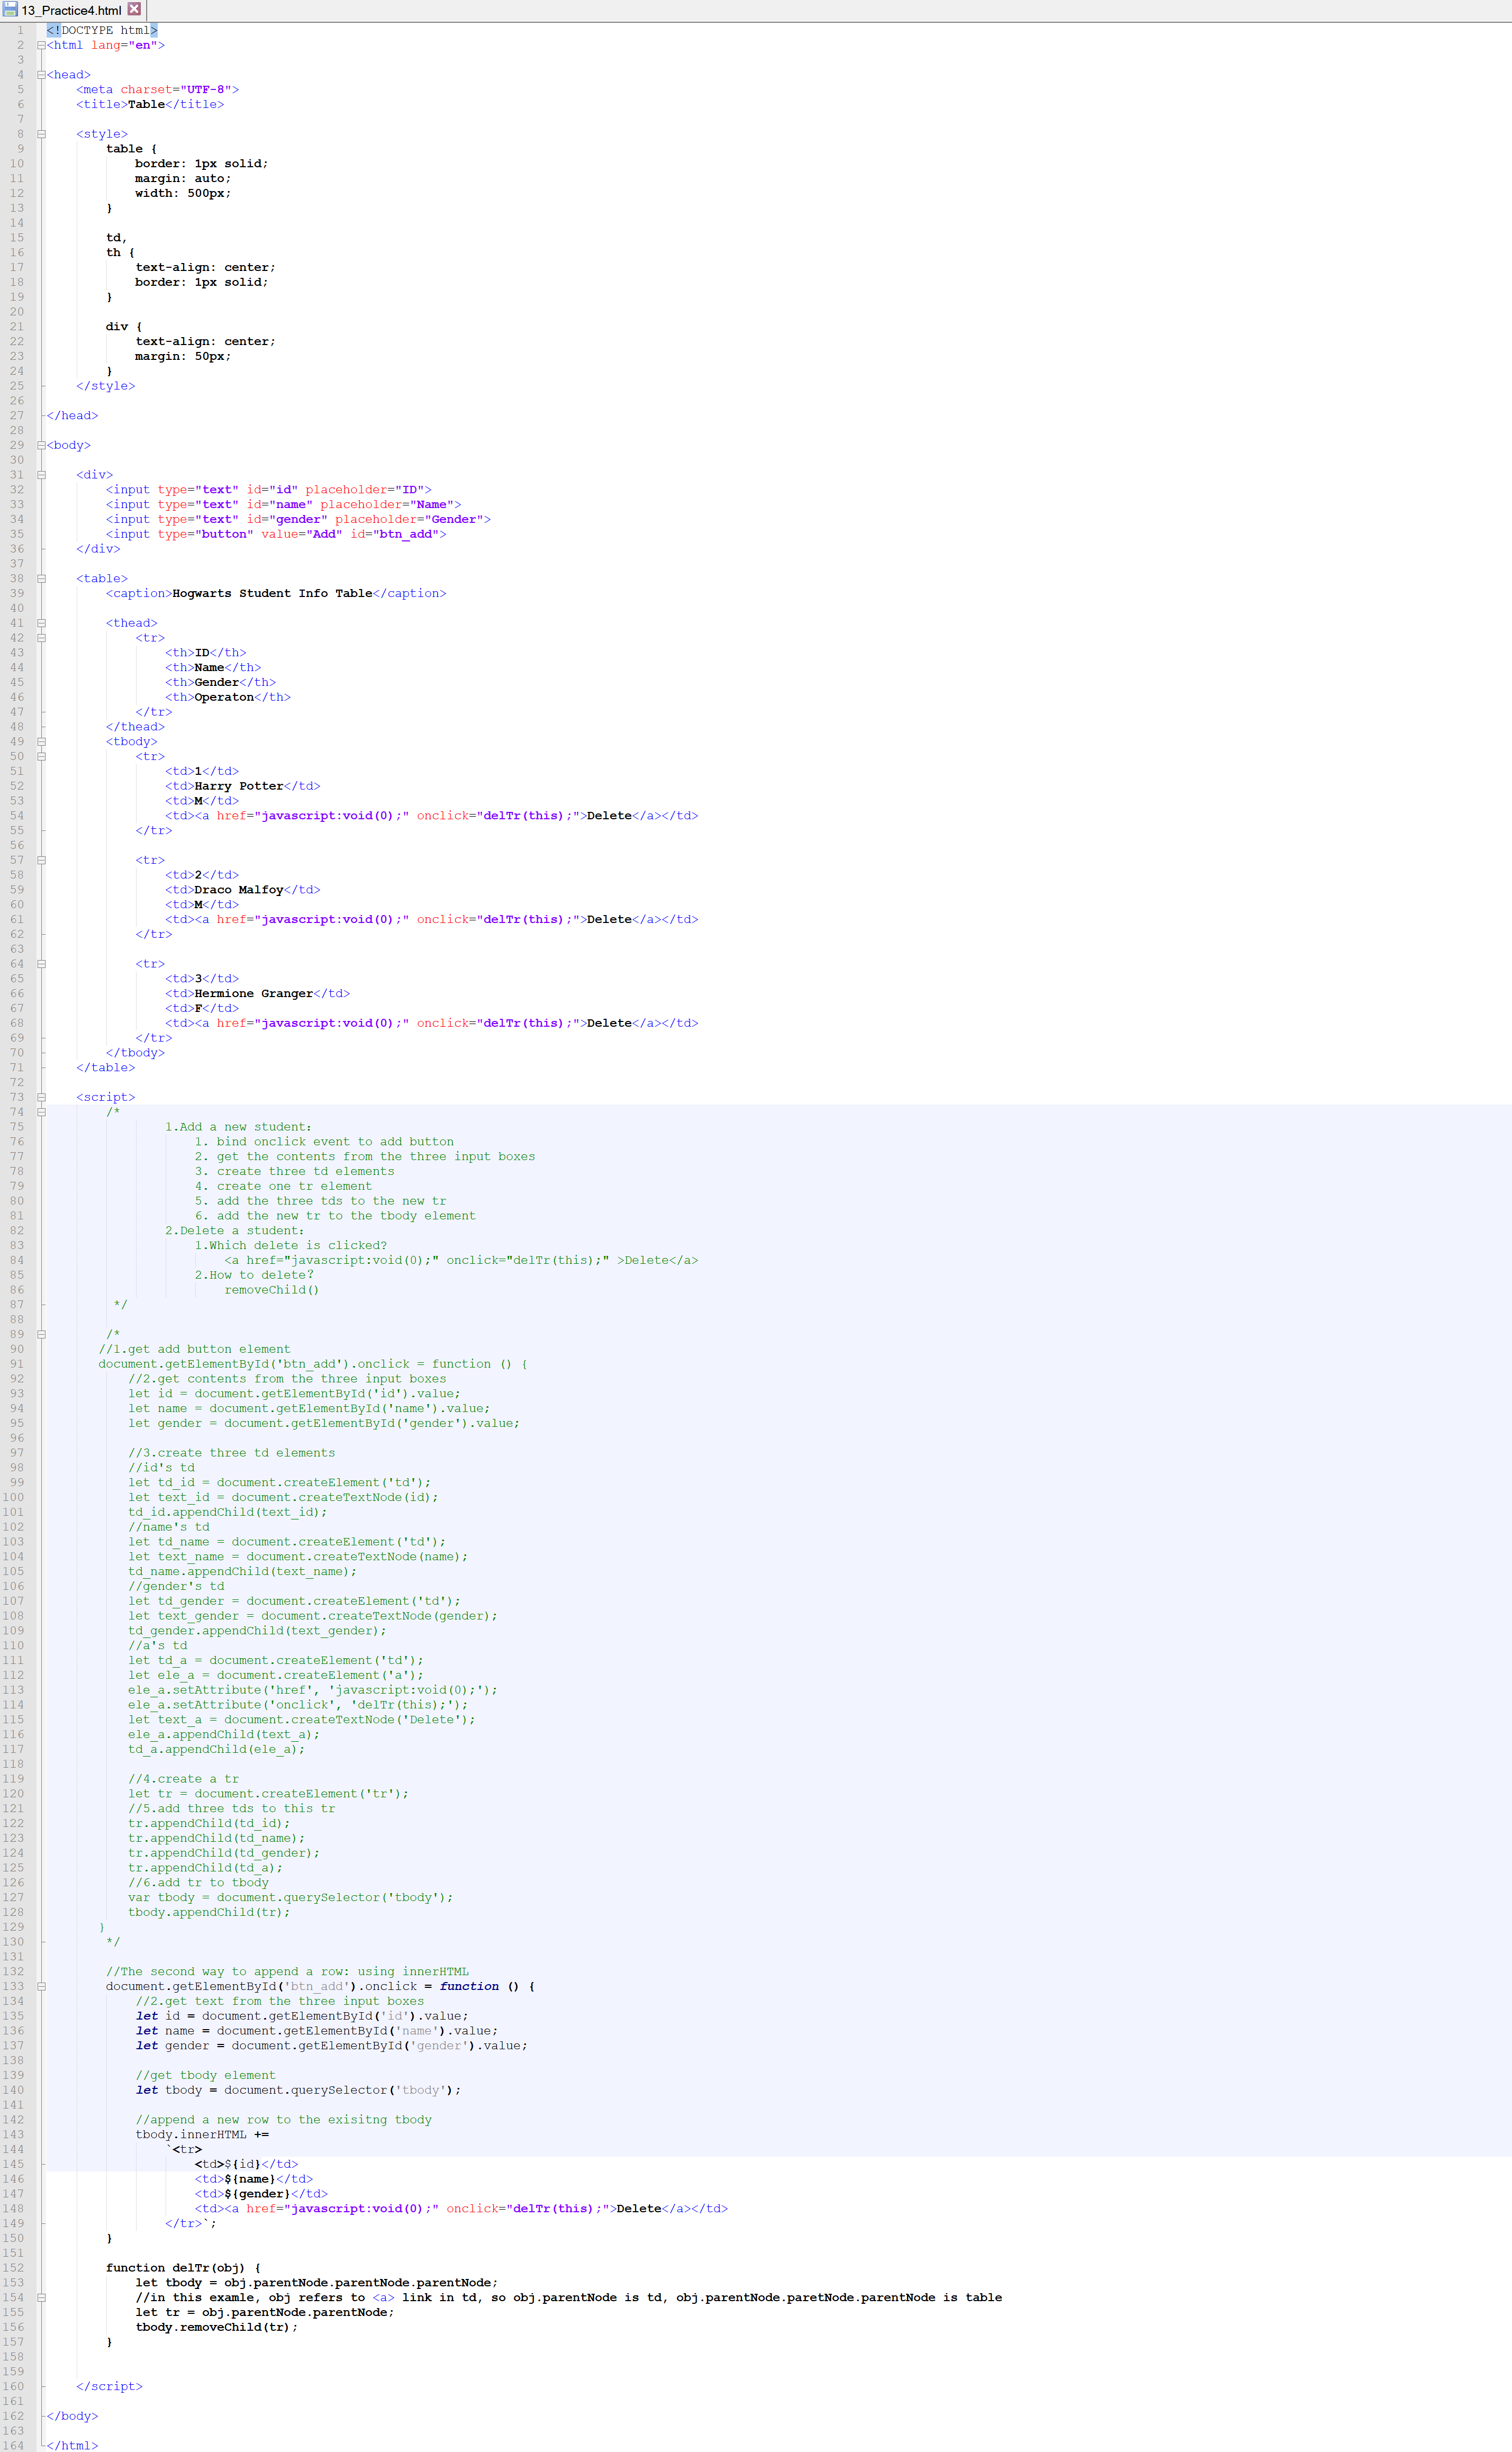 13_Practice4.html
1 <!DOCTYPE html>
2 <html lang="en">
3
4 <head>
5     <meta charset="UTF-8">
6     <title>Table</title>
7
8     <style>
9         table {
10             border: 1px solid;
11             margin: auto;
12             width: 500px;
13         }
14
15         td,
16         th {
17             text-align: center;
18             border: 1px solid;
19         }
20
21         div {
22             text-align: center;
23             margin: 50px;
24         }
25     </style>
26
27 </head>
28
29 <body>
30
31     <div>
32         <input type="text" id="id" placeholder="ID">
33         <input type="text" id="name" placeholder="Name">
34         <input type="text" id="gender" placeholder="Gender">
35         <input type="button" value="Add" id="btn_add">
36     </div>
37
38     <table>
39         <caption>Hogwarts Student Info Table</caption>
40
41         <thead>
42             <tr>
43                 <th>ID</th>
44                 <th>Name</th>
45                 <th>Gender</th>
46                 <th>Operaton</th>
47             </tr>
48         </thead>
49         <tbody>
50             <tr>
51                 <td>1</td>
52                 <td>Harry Potter</td>
53                 <td>M</td>
54                 <td><a href="javascript:void(0);" onclick="delTr(this);">Delete</a></td>
55             </tr>
56
57             <tr>
58                 <td>2</td>
59                 <td>Draco Malfoy</td>
60                 <td>M</td>
61                 <td><a href="javascript:void(0);" onclick="delTr(this);">Delete</a></td>
62             </tr>
63
64             <tr>
65                 <td>3</td>
66                 <td>Hermione Granger</td>
67                 <td>F</td>
68                 <td><a href="javascript:void(0);" onclick="delTr(this);">Delete</a></td>
69             </tr>
70         </tbody>
71     </table>
72
73     <script>
74         /*
75                 1.Add a new student:
76                     1. bind onclick event to add button
77                     2. get the contents from the three input boxes
78                     3. create three td elements
79                     4. create one tr element
80                     5. add the three tds to the new tr
81                     6. add the new tr to the tbody element
82                 2.Delete a student:
83                     1.Which delete is clicked?
84                         <a href="javascript:void(0);" onclick="delTr(this);" >Delete</a>
85                     2.How to delete？
86                         removeChild()
87          */
88
89         /*
90        //1.get add button element
91        document.getElementById('btn_add').onclick = function () {
92            //2.get contents from the three input boxes
93            let id = document.getElementById('id').value;
94            let name = document.getElementById('name').value;
95            let gender = document.getElementById('gender').value;
96
97            //3.create three td elements
98            //id's td
99            let td_id = document.createElement('td');
100            let text_id = document.createTextNode(id);
101            td_id.appendChild(text_id);
102            //name's td
103            let td_name = document.createElement('td');
104            let text_name = document.createTextNode(name);
105            td_name.appendChild(text_name);
106            //gender's td
107            let td_gender = document.createElement('td');
108            let text_gender = document.createTextNode(gender);
109            td_gender.appendChild(text_gender);
110            //a's td
111            let td_a = document.createElement('td');
112            let ele_a = document.createElement('a');
113            ele_a.setAttribute('href', 'javascript:void(0);');
114            ele_a.setAttribute('onclick', 'delTr(this);');
115            let text_a = document.createTextNode('Delete');
116            ele_a.appendChild(text_a);
117            td_a.appendChild(ele_a);
118
119            //4.create a tr
120            let tr = document.createElement('tr');
121            //5.add three tds to this tr
122            tr.appendChild(td_id);
123            tr.appendChild(td_name);
124            tr.appendChild(td_gender);
125            tr.appendChild(td_a);
126            //6.add tr to tbody
127            var tbody = document.querySelector('tbody');
128            tbody.appendChild(tr);
129        }
130         */
131
132         //The second way to append a row: using innerHTML
133         document.getElementById('btn_add').onclick = function () {
134             //2.get text from the three input boxes
135             let id = document.getElementById('id').value;
136             let name = document.getElementById('name').value;
137             let gender = document.getElementById('gender').value;
138
139             //get tbody element
140             let tbody = document.querySelector('tbody');
141
142             //append a new row to the exisitng tbody
143             tbody.innerHTML +=
144                 `<tr>
145                     <td>${id}</td>
146                     <td>${name}</td>
147                     <td>${gender}</td>
148                     <td><a href="javascript:void(0);" onclick="delTr(this);">Delete</a></td>
149                 </tr>`;
150         }
151
152         function delTr(obj) {
153             let tbody = obj.parentNode.parentNode.parentNode;
154             //in this examle, obj refers to <a> link in td, so obj.parentNode is td, obj.parentNode.paretNode.parentNode is table
155             let tr = obj.parentNode.parentNode;
156             tbody.removeChild(tr);
157         }
158
159
160     </script>
161
162 </body>
163
164 </html>